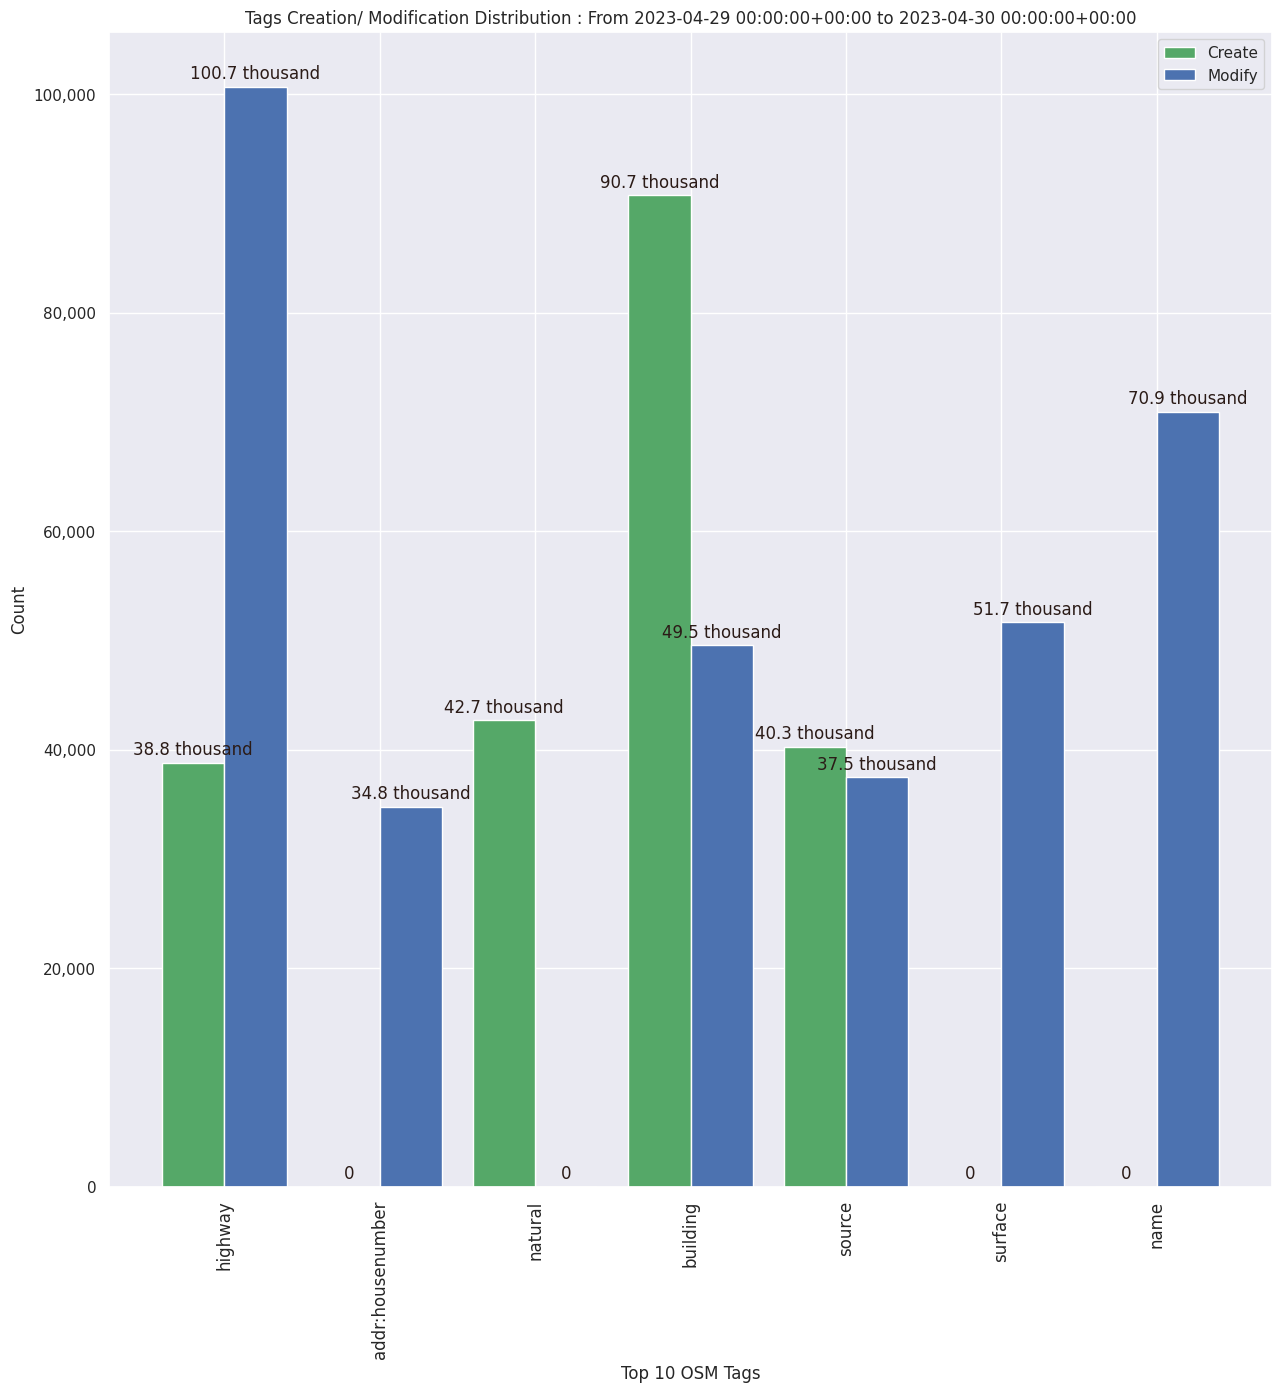 Tags Creation/ Modification Distribution : From 2023-04-29 00:00:00+00:00 to 2023-04-30 00:00:00+00:00
Create
Modify
100.7 thousand
100,000
90.7 thousand
80,000
70.9 thousand
60,000
Count
51.7 thousand
49.5 thousand
42.7 thousand
40.3 thousand
38.8 thousand
40,000
37.5 thousand
34.8 thousand
20,000
0
0
0
0
0
highway
addr:housenumber
natural
building
source
surface
name
Top 10 OSM Tags